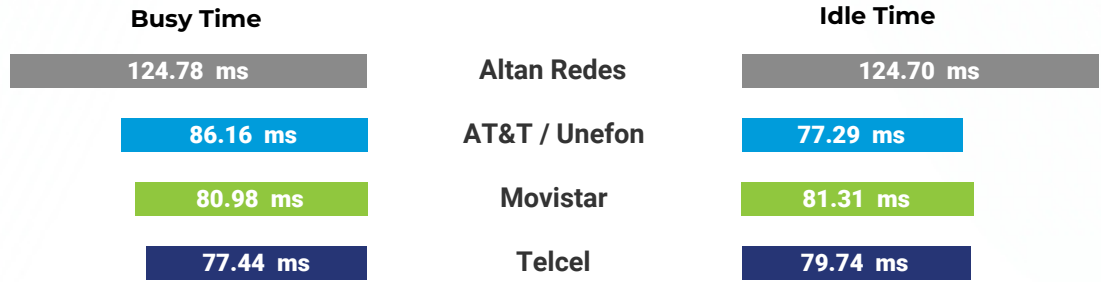 Busy Time Idle Time
124.78 ms Altan Redes 124.70 ms
86.16 ms AT&T / Unefon 77.29 ms
80.98 ms Movistar 81.31 ms
77.44 ms Telcel 79.74 ms